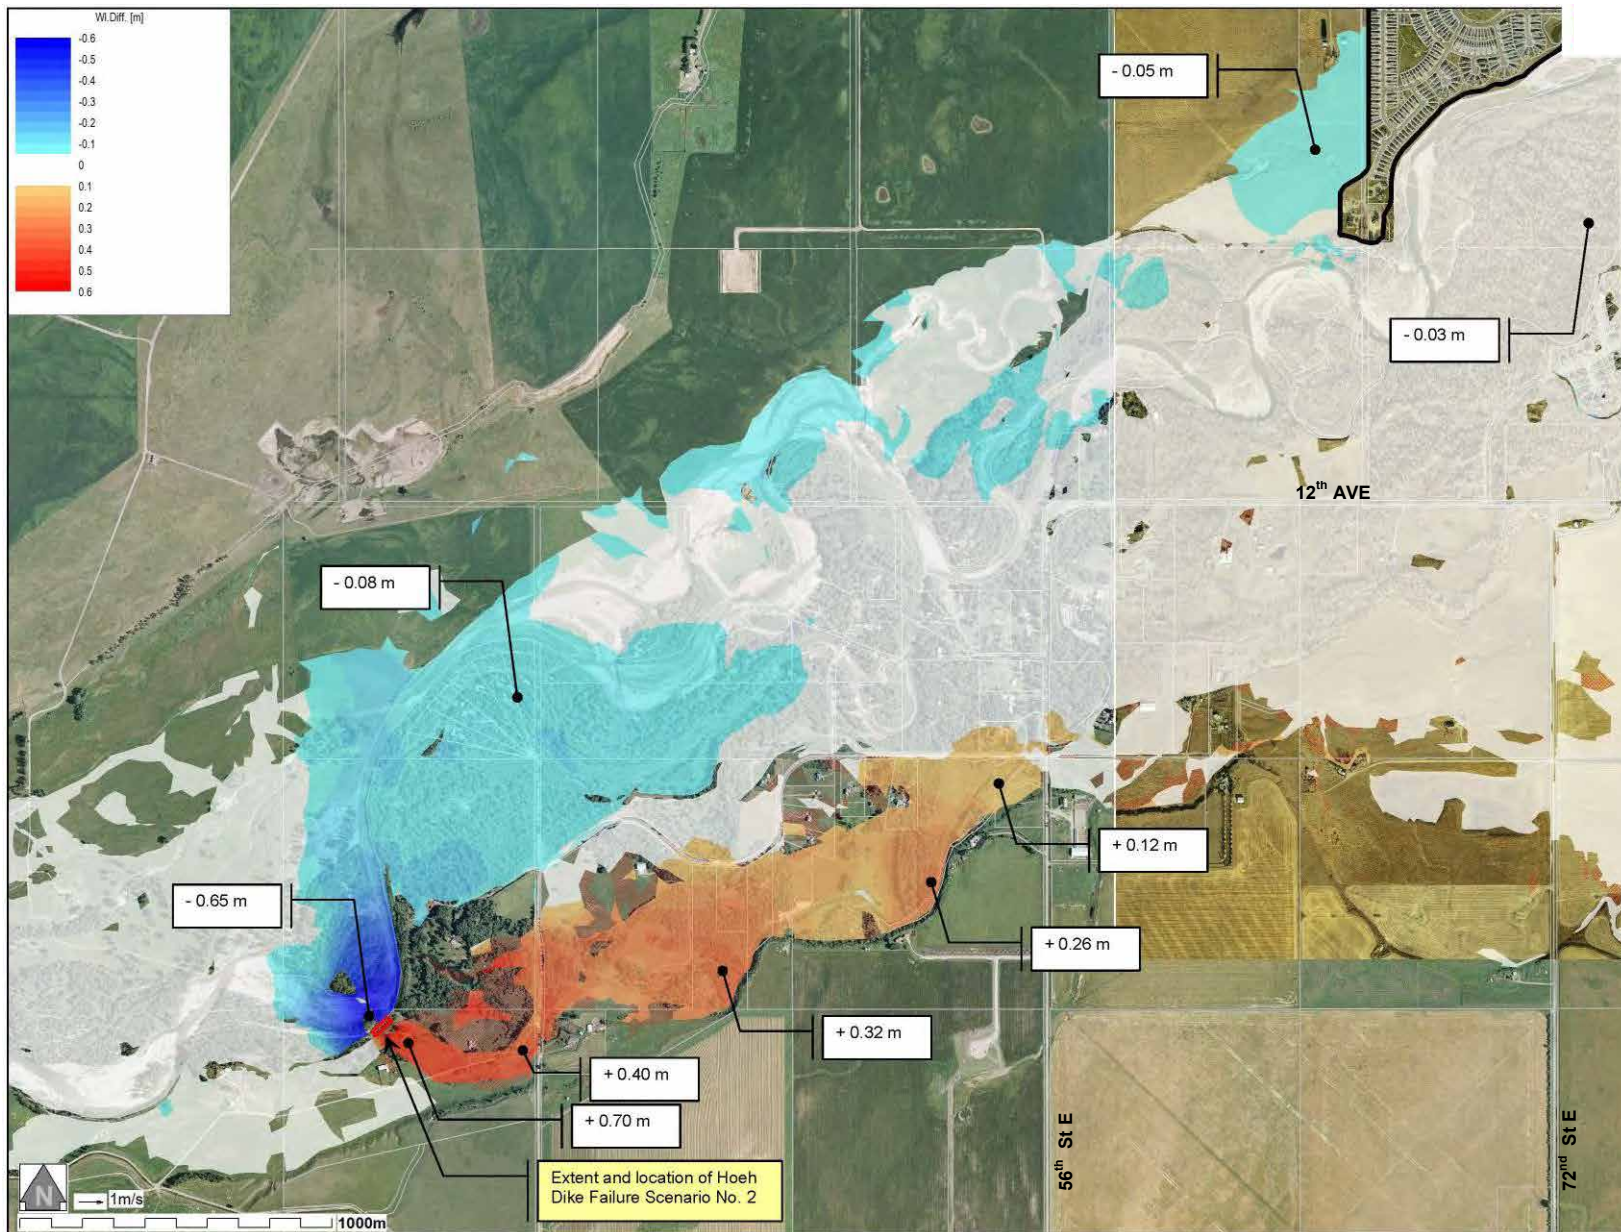 Wl.Diff. [m]
-0.6
-0.5
-0.4
-0.3
-0.2
-0.1
0
0.1
0.2
0.3
0.4
0.5
0.6
- 0.05 m
- 0.03 m
12th AVE
- 0.08 m
+ 0.12 m
- 0.65 m
+ 0.26 m
+ 0.32 m
+ 0.40 m
+ 0.70 m
Extent and location of Hoeh
Dike Failure Scenario No. 2
56th St E
72nd St E
N
1m/s
1000m